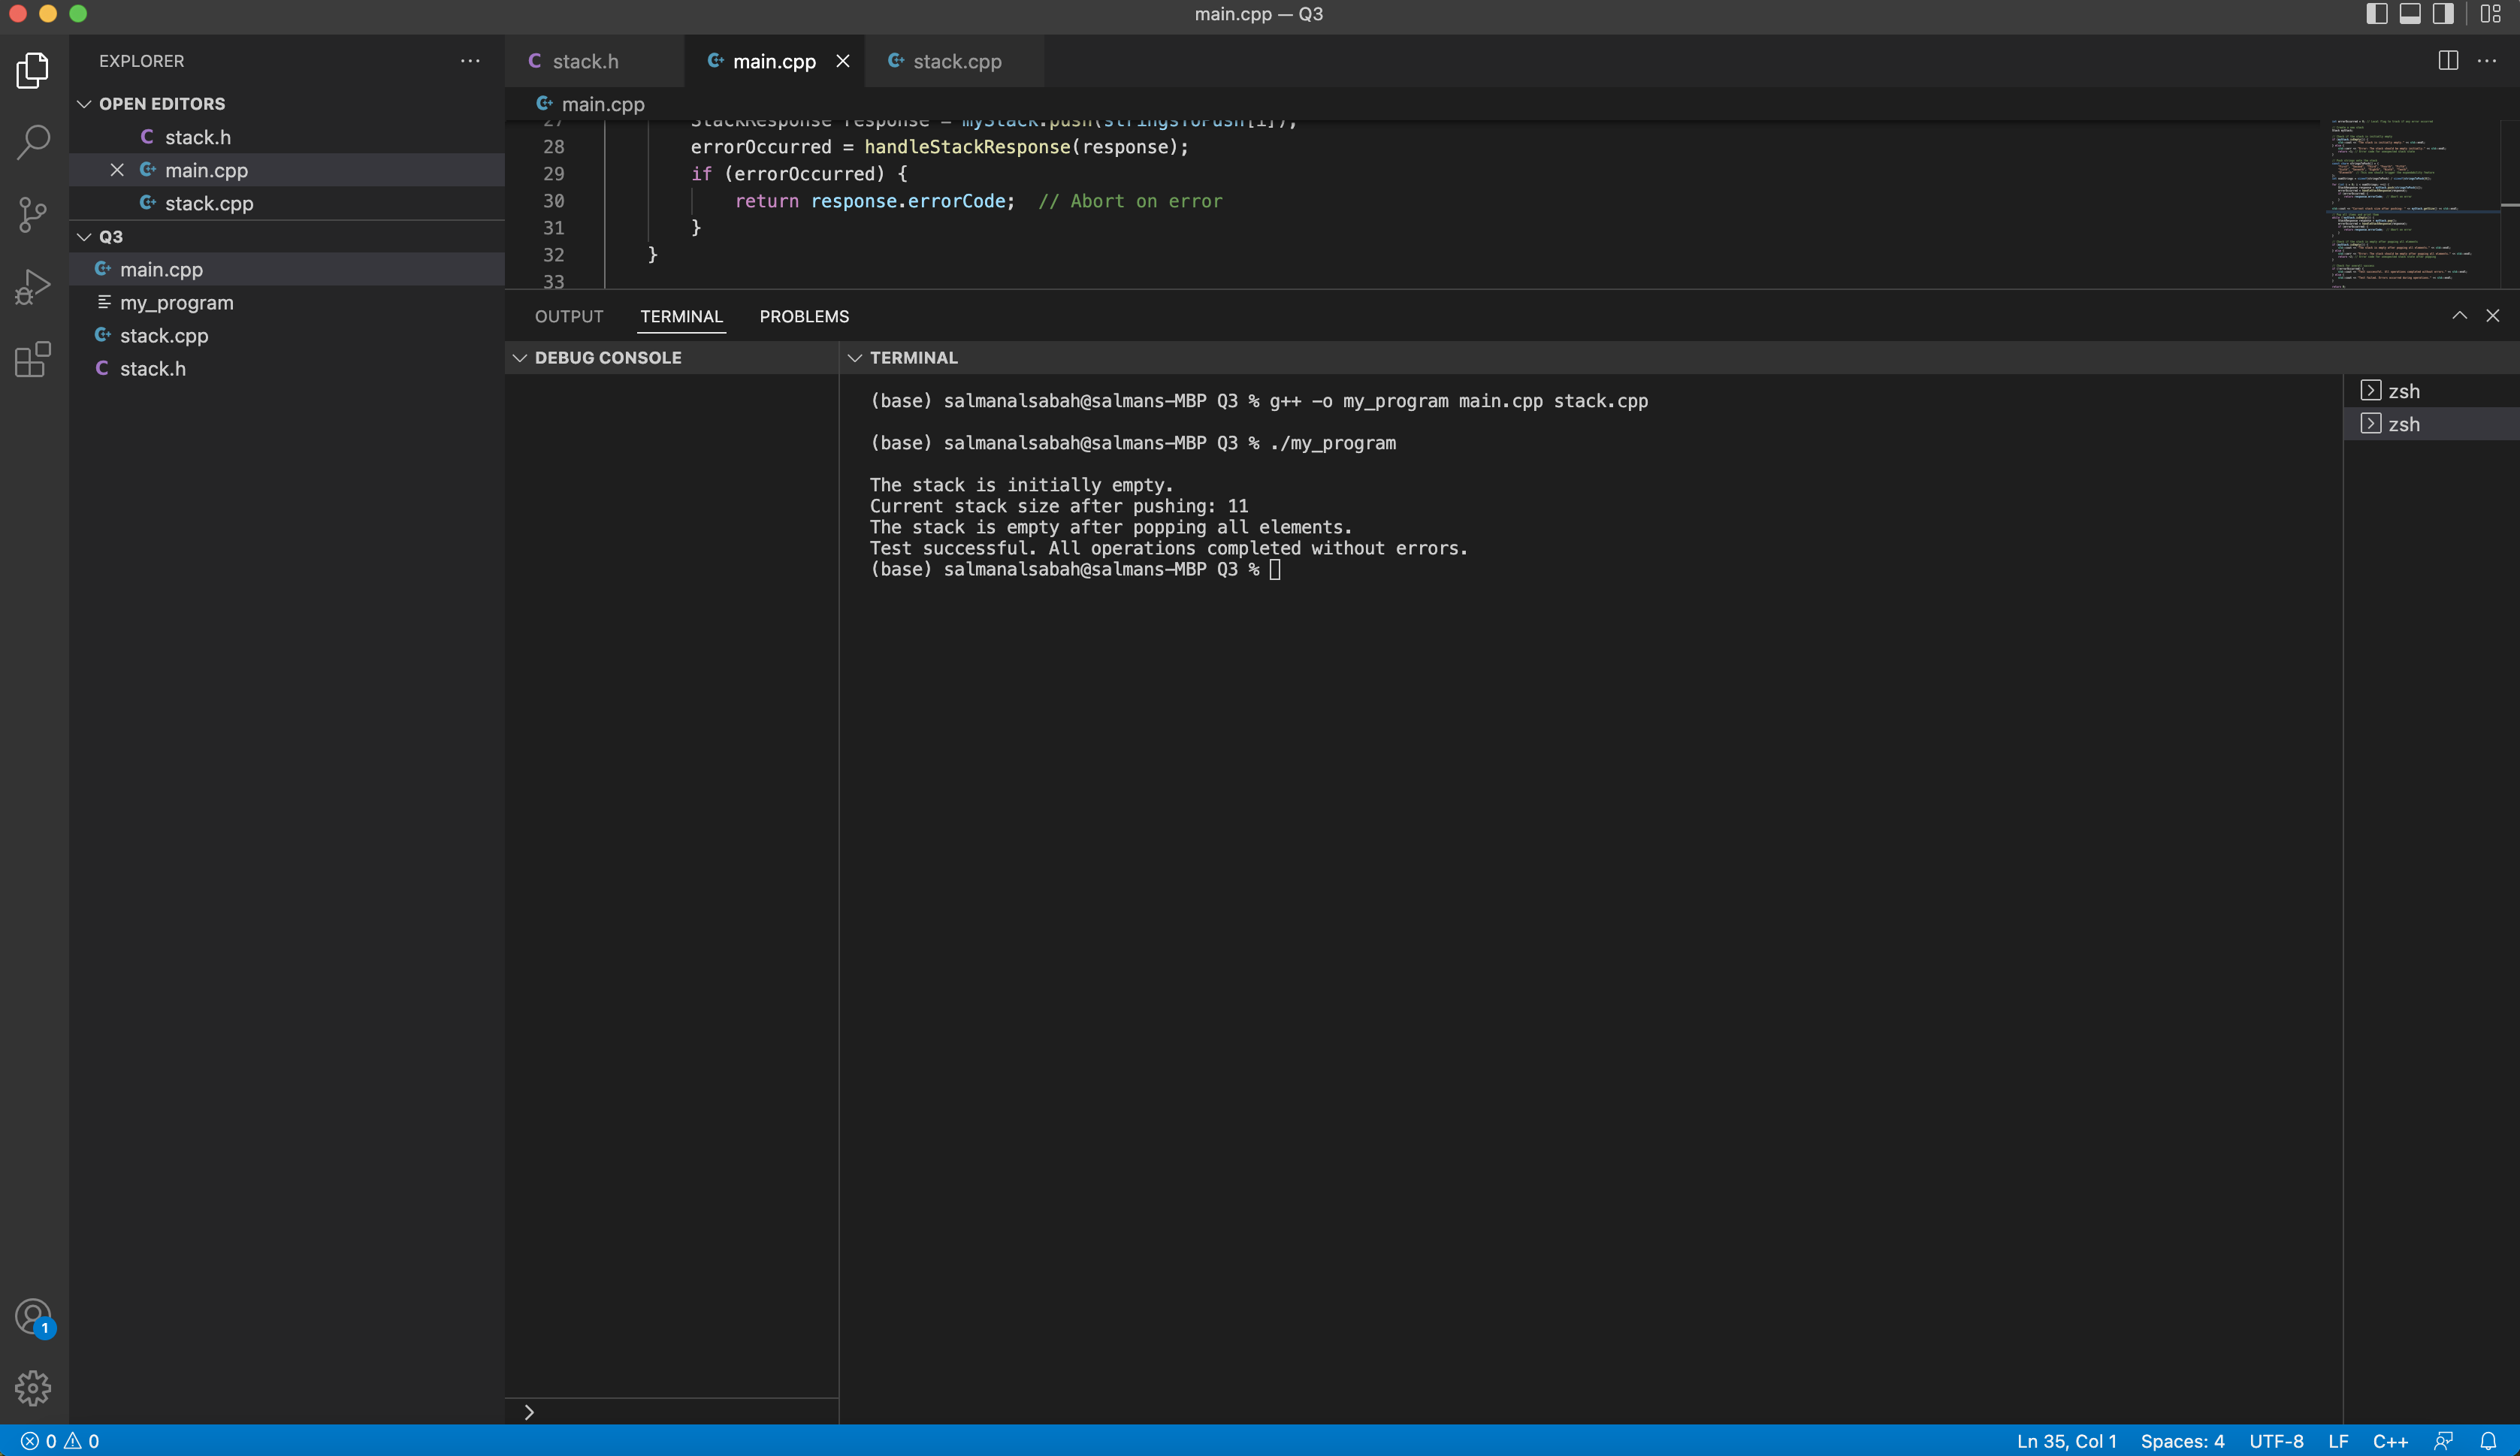 main.cpp — Q3
EXPLORER
OPEN EDITORS
stack.h
main.cpp
stack.cpp
Q3
main.cpp
my_program
stack.cpp
stack.h
stack.h
main.cpp
stack.cpp
main.cpp
27 StackResponse response = myStack.push(stringsToPush[i]);
28 errorOccurred = handleStackResponse(response);
29 if (errorOccurred) {
30 return response.errorCode;  // Abort on error
31 }
32 }
33
OUTPUT TERMINAL PROBLEMS
DEBUG CONSOLE
TERMINAL
(base) salmanalsabah@salmans-MBP Q3 % g++ -o my_program main.cpp stack.cpp
(base) salmanalsabah@salmans-MBP Q3 % ./my_program
The stack is initially empty.
Current stack size after pushing: 11
The stack is empty after popping all elements.
Test successful. All operations completed without errors.
(base) salmanalsabah@salmans-MBP Q3 %
zsh
zsh
1
0 0
Ln 35, Col 1 Spaces: 4 UTF-8 LF C++